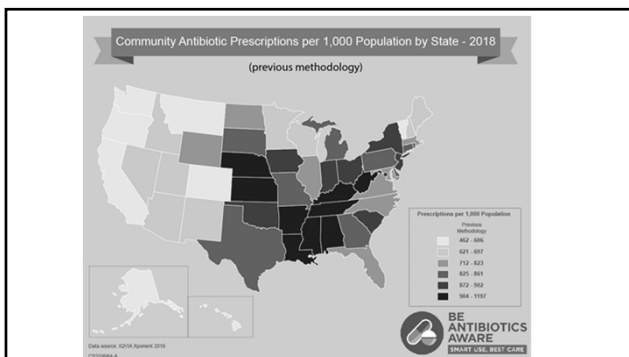 Community Antibiotic Prescriptions per 1,000 Population by State - 2018
(previous methodology)
Prescriptions per 1,000 Population
Previous
Methodology
462 - 606
621 - 697
712 - 823
825 - 861
872 - 982
984 - 1197
Data source: IQVIA Xponent 2018
BE
ANTIBIOTICS
AWARE
SMART USE, BEST CARE